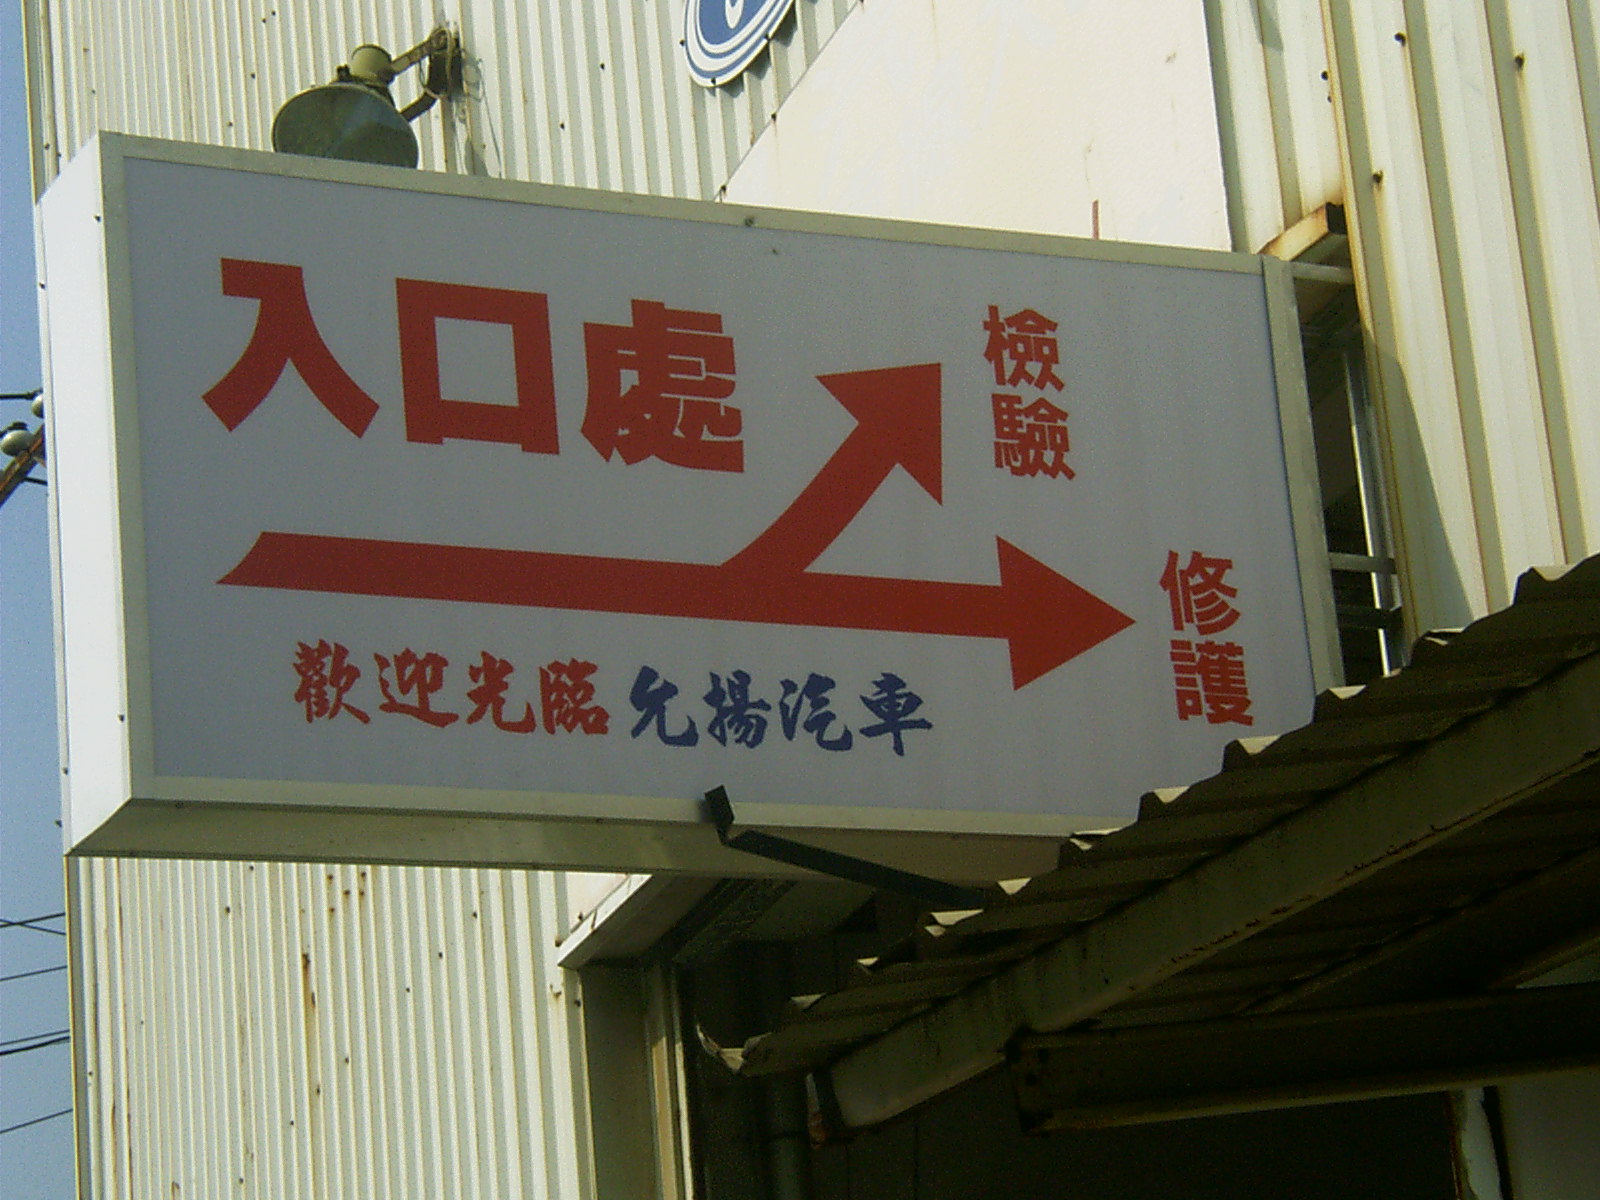 入口處
檢驗
修護
歡迎光臨 允揚汽車